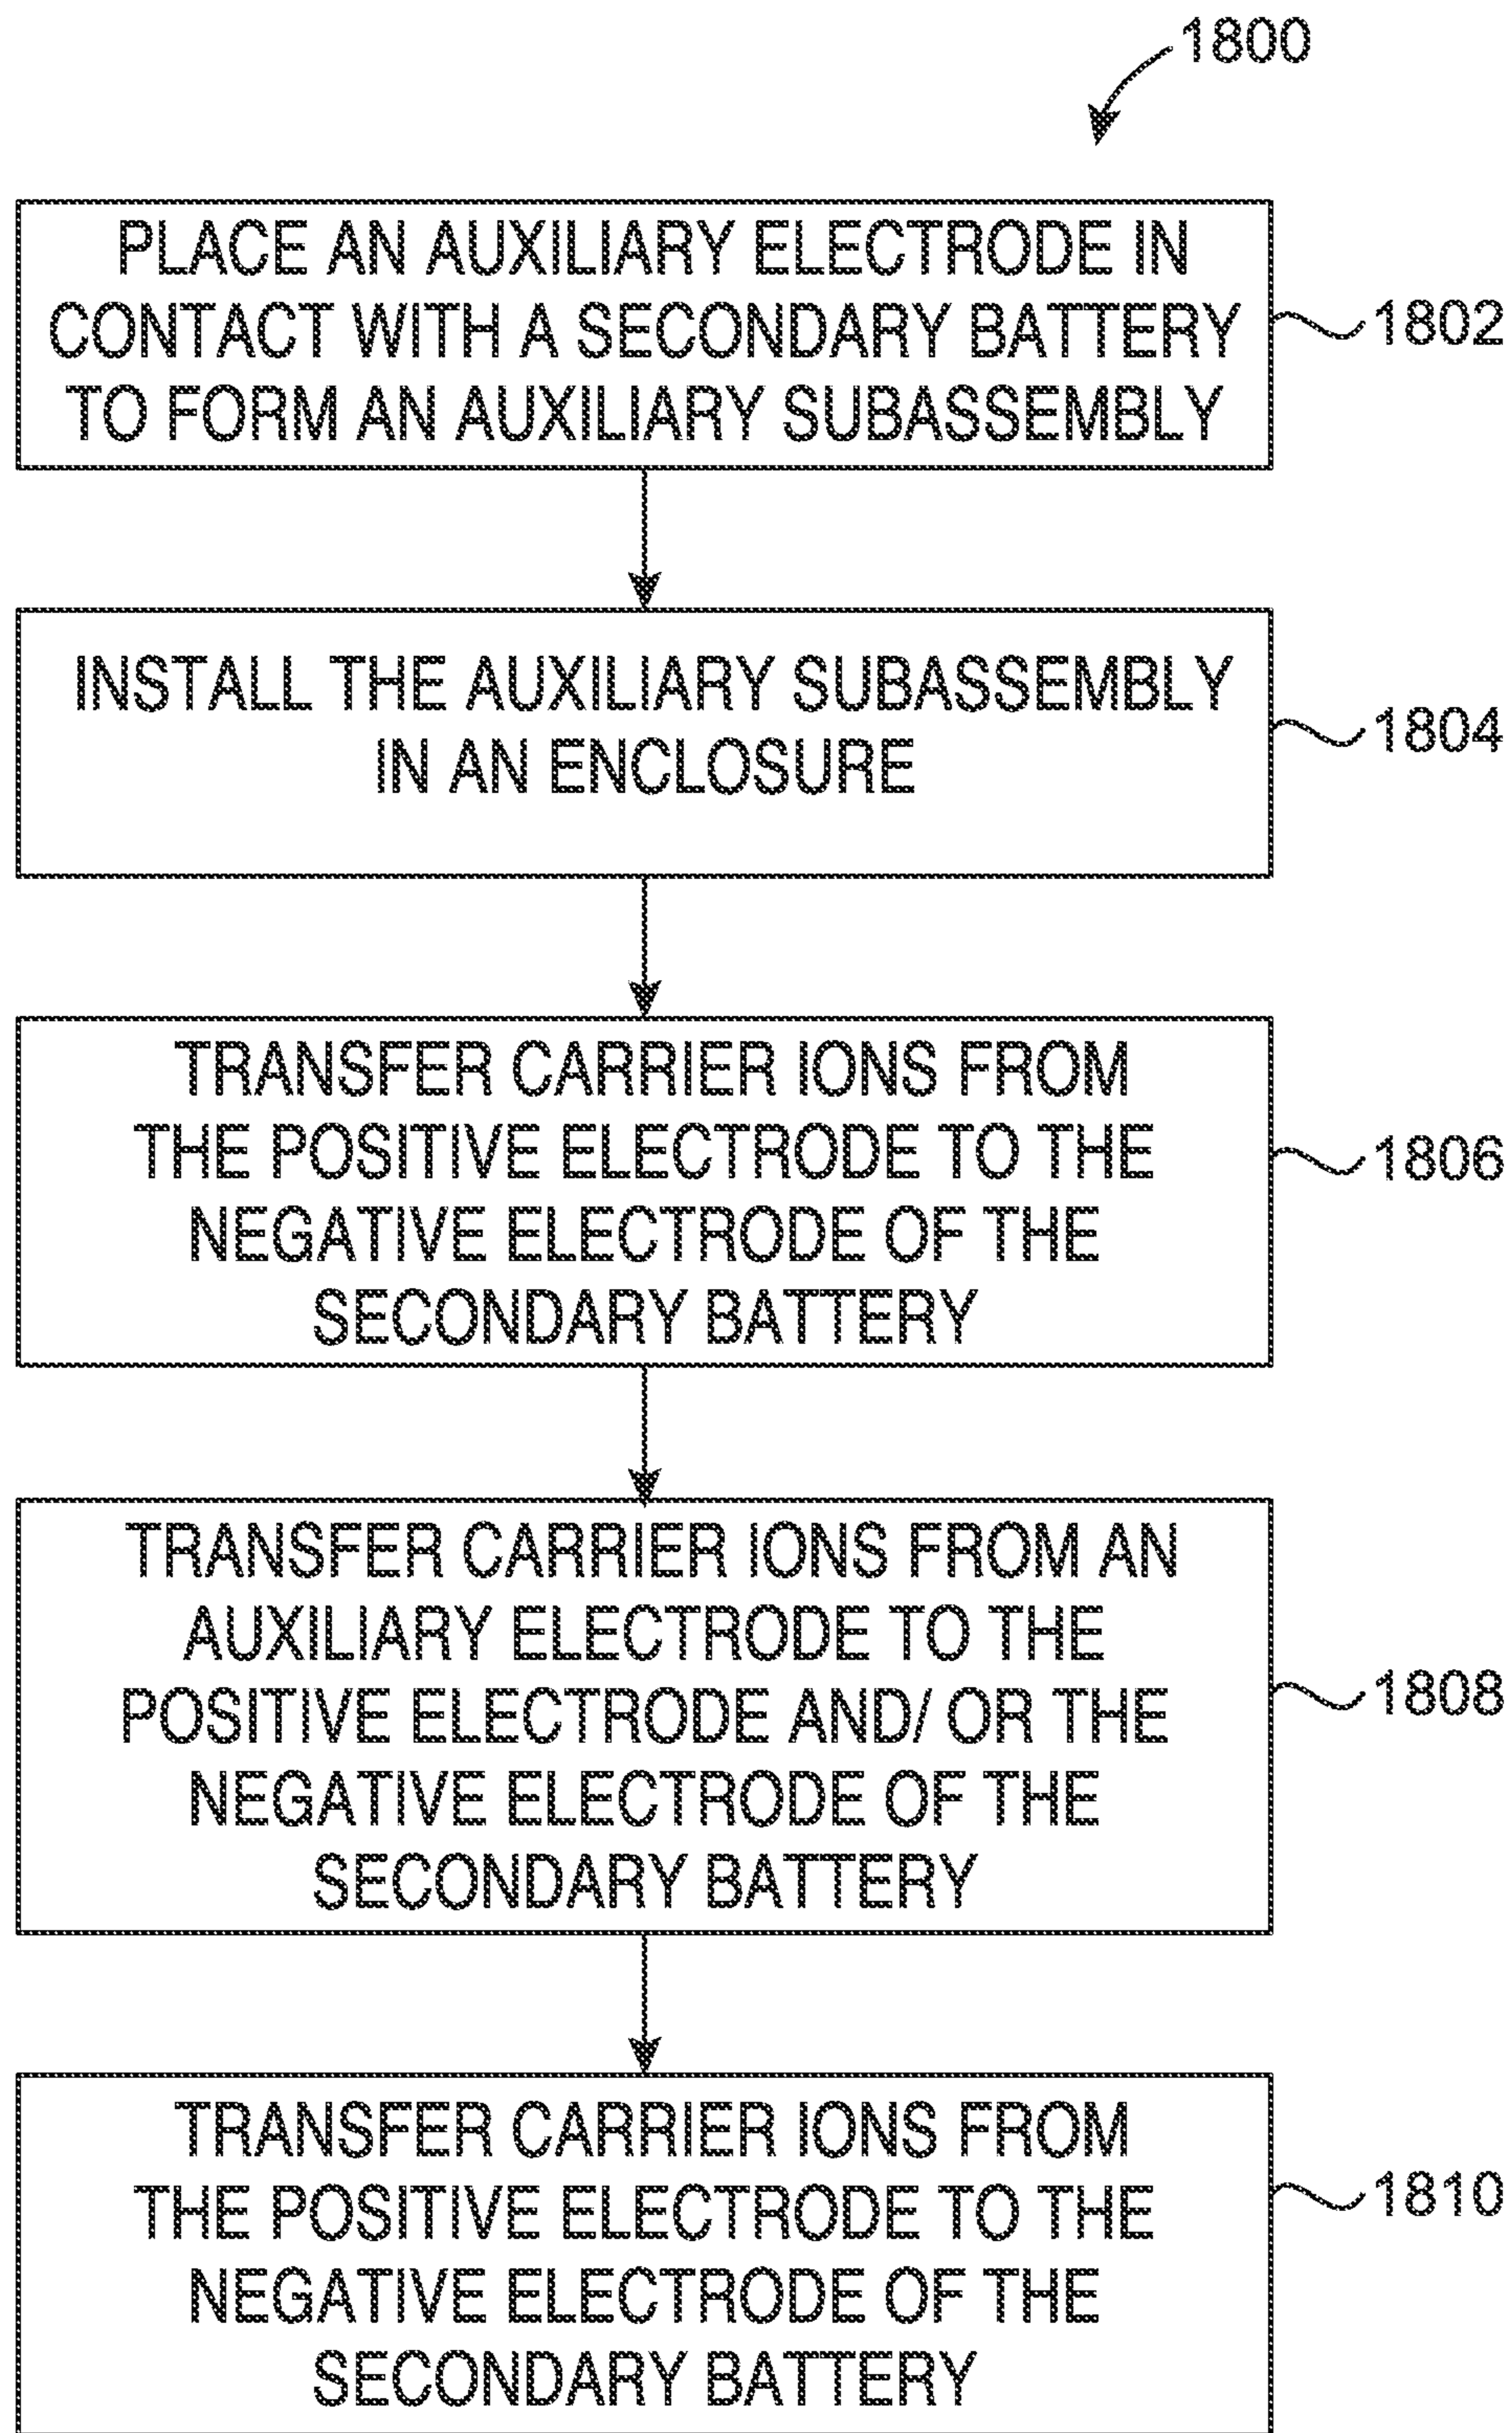 1800
PLACE AN AUXILIARY ELECTRODE IN
CONTACT WITH A SECONDARY BATTERY
TO FORM AN AUXILIARY SUBASSEMBLY
1802
INSTALL THE AUXILIARY SUBASSEMBLY
IN AN ENCLOSURE
1804
TRANSFER CARRIER IONS FROM
THE POSITIVE ELECTRODE TO THE
NEGATIVE ELECTRODE OF THE
SECONDARY BATTERY
1806
TRANSFER CARRIER IONS FROM AN
AUXILIARY ELECTRODE TO THE
POSITIVE ELECTRODE AND/ OR THE
NEGATIVE ELECTRODE OF THE
SECONDARY BATTERY
1808
TRANSFER CARRIER IONS FROM
THE POSITIVE ELECTRODE TO THE
NEGATIVE ELECTRODE OF THE
SECONDARY BATTERY
1810